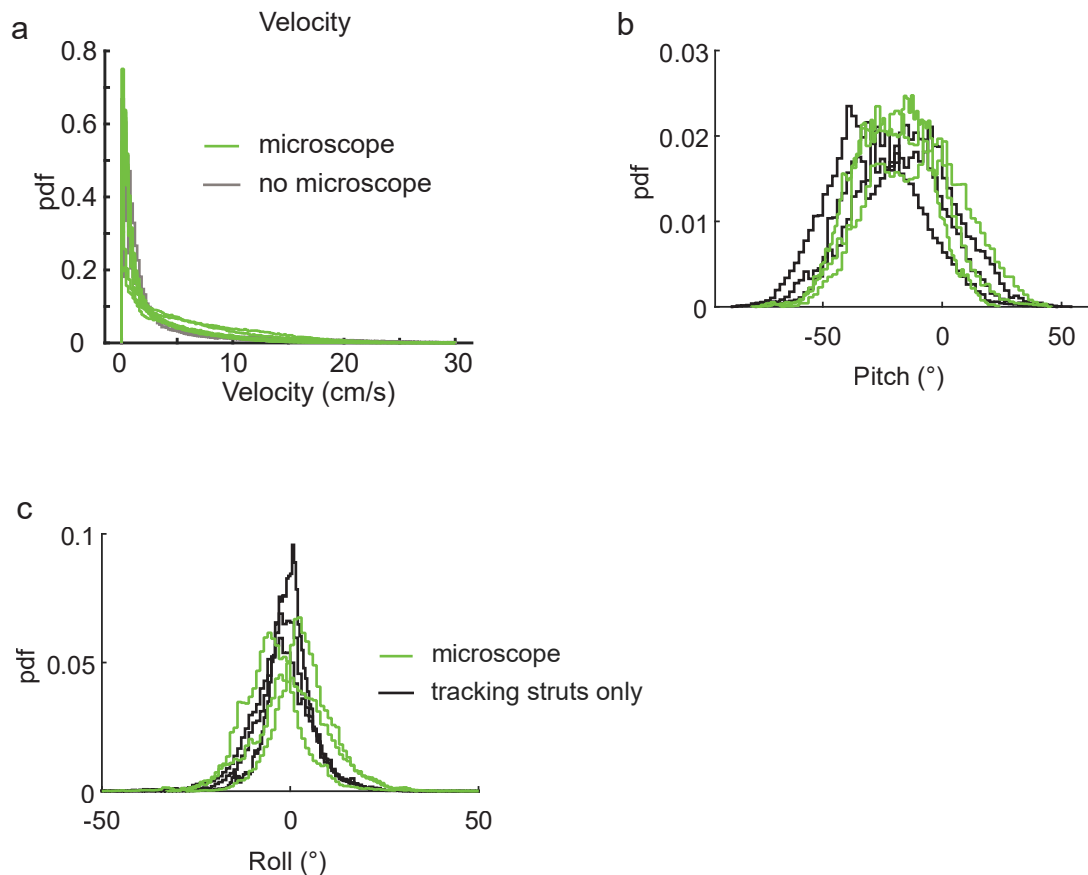 a
Velocity
0.8
0.6
0.4
0.2
0
pdf
microscope
no microscope
0
10
20
30
Velocity (cm/s)
b
0.03
0.02
0.01
0
pdf
-50
0
50
Pitch (°)
c
0.1
0.05
0
pdf
microscope
tracking struts only
-50
0
50
Roll (°)